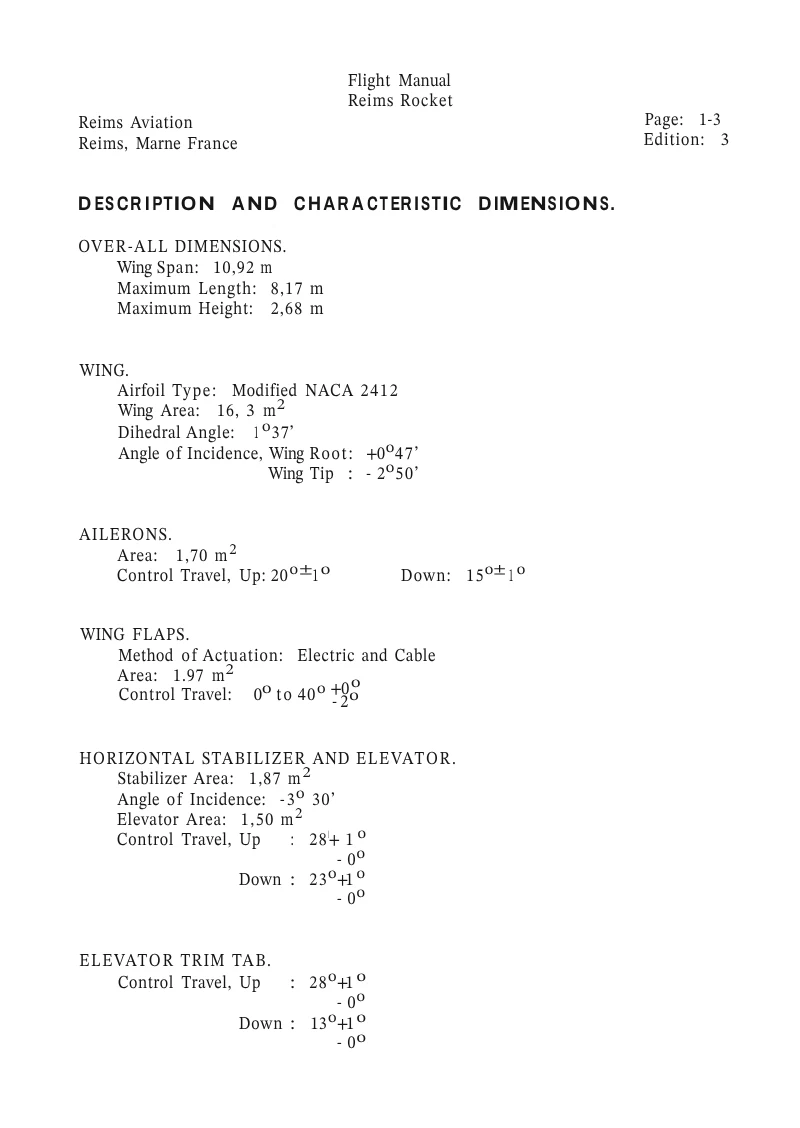 Flight Manual
Reims Rocket
Reims Aviation
Reims, Marne France
Page: 1-3
Edition: 3
DESCRIPTION AND CHARACTERISTIC DIMENSIONS.
OVER-ALL DIMENSIONS.
Wing Span: 10,92 m
Maximum Length: 8,17 m
Maximum Height: 2,68 m
WING.
Airfoil Type: Modified NACA 2412
Wing Area: 16, 3 m²
Dihedral Angle: 1º37’
Angle of Incidence, Wing Root: +0º47’
Wing Tip : - 2º50’
AILERONS.
Area: 1,70 m²
Control Travel, Up: 20º±1º Down: 15º±1º
WING FLAPS.
Method of Actuation: Electric and Cable
Area: 1.97 m²
Control Travel: 0º to 40º +0º
- 2º
HORIZONTAL STABILIZER AND ELEVATOR.
Stabilizer Area: 1,87 m²
Angle of Incidence: -3º 30’
Elevator Area: 1,50 m²
Control Travel, Up : 28+ 1º
- 0º
Down : 23º+1º
- 0º
ELEVATOR TRIM TAB.
Control Travel, Up : 28º+1º
- 0º
Down : 13º+1º
- 0º